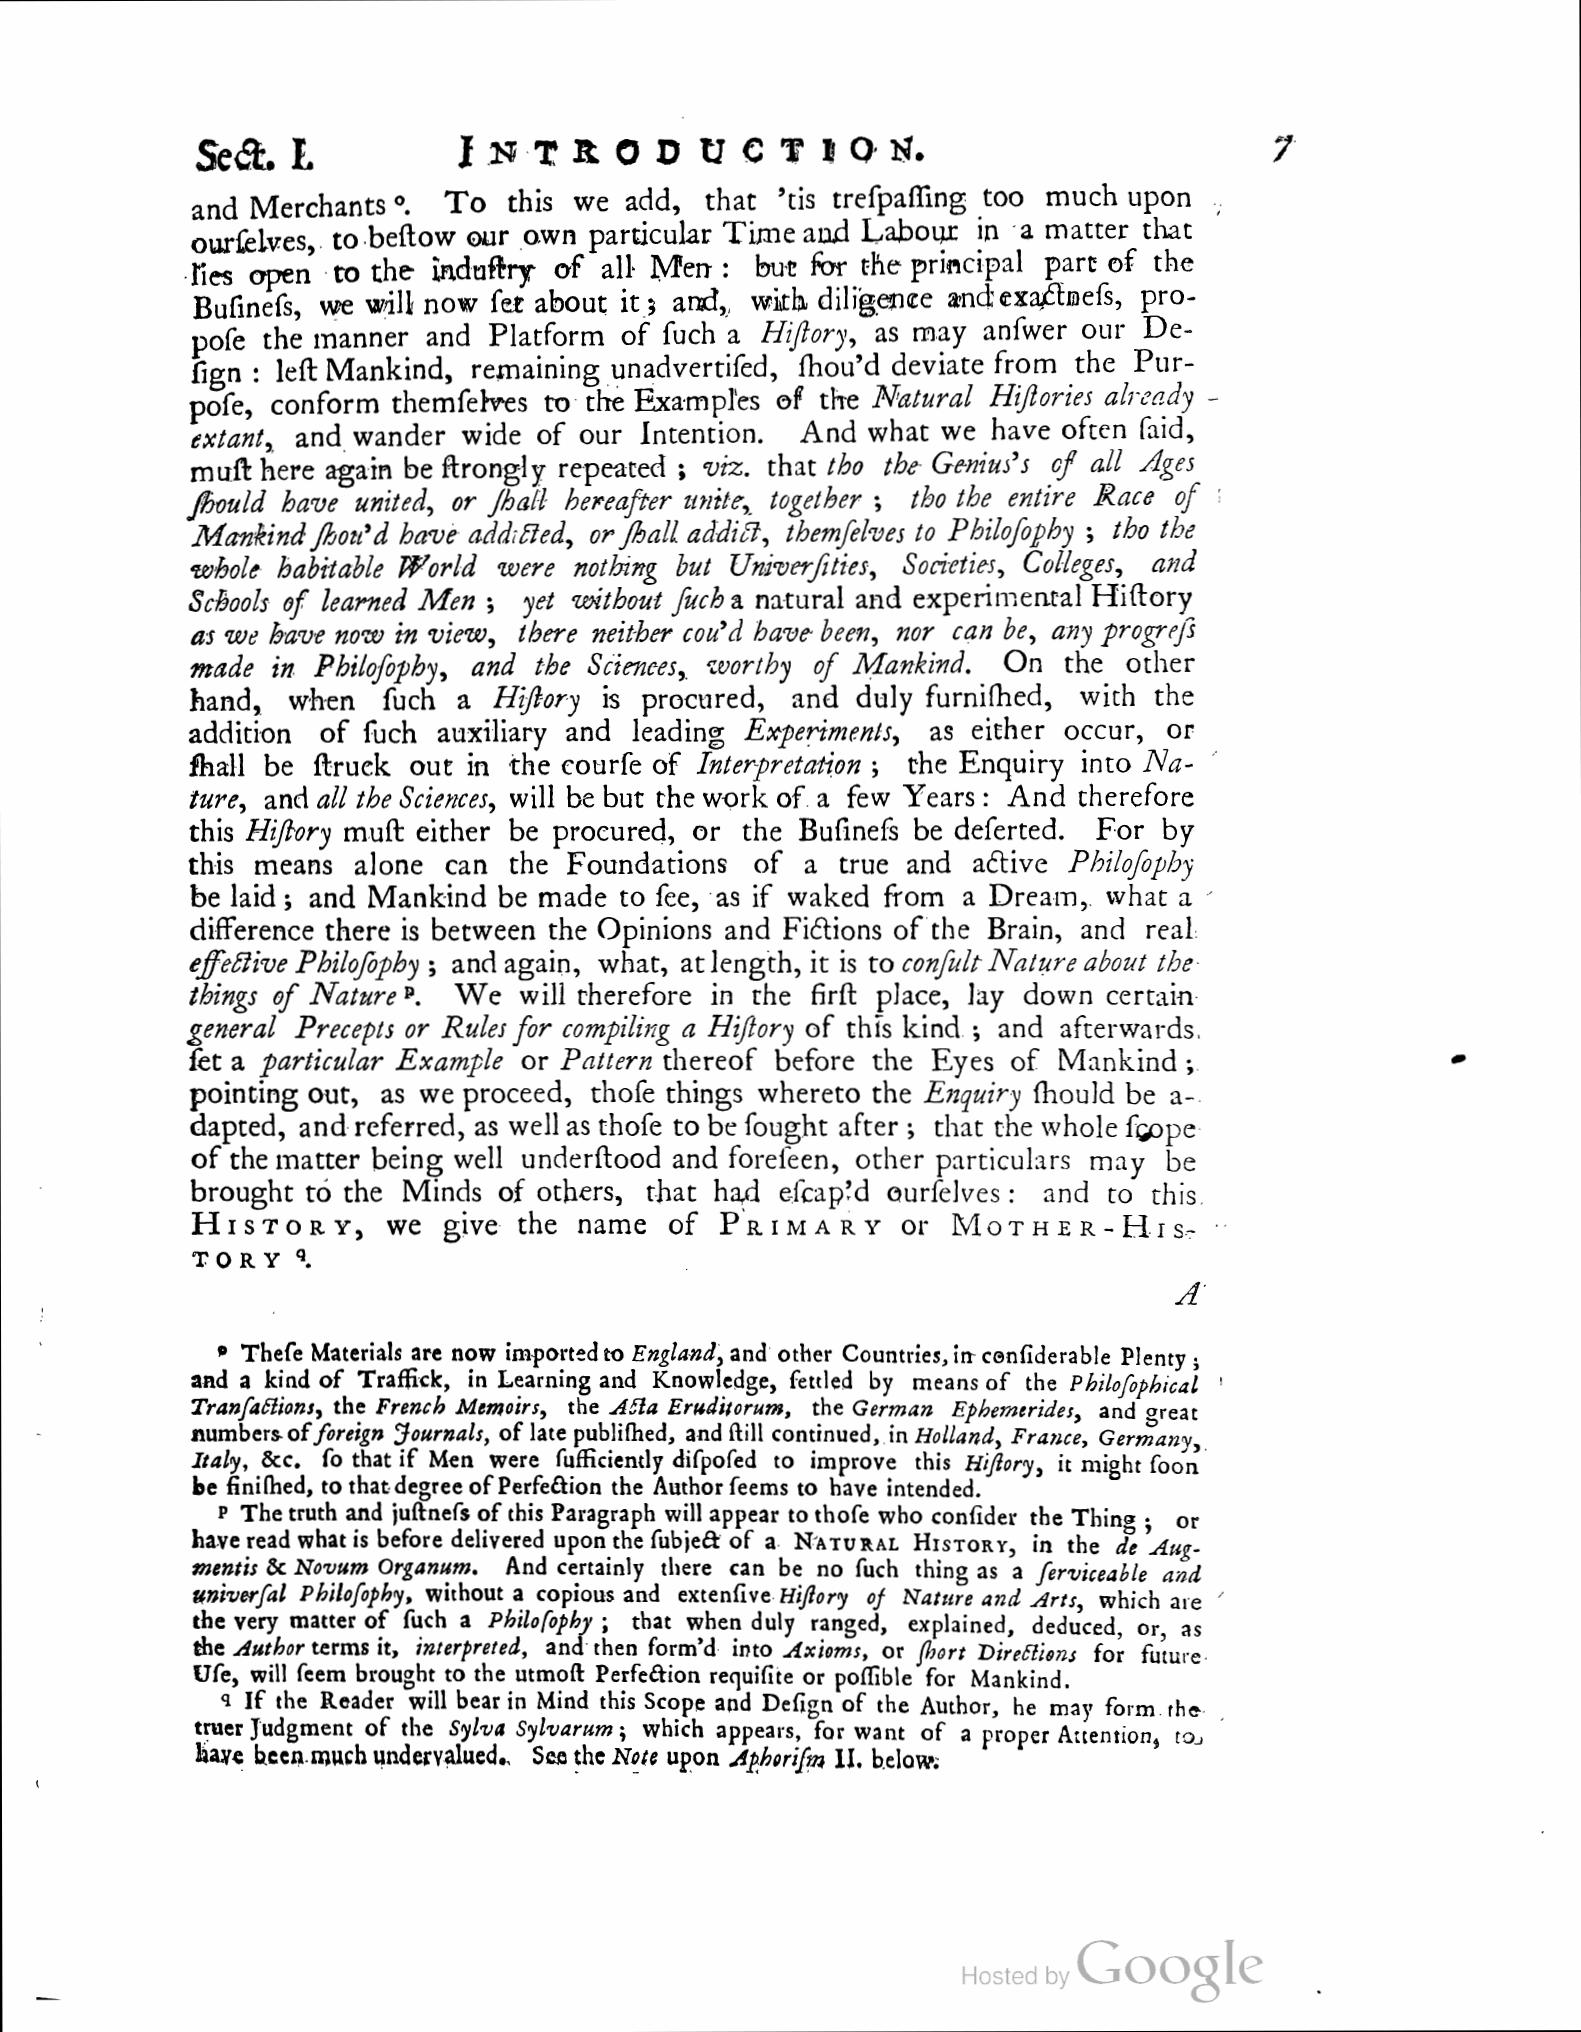 Sect. I. INTRODUCTION. 7
and Merchants º. To this we add, that 'tis treſpaſſing too much upon
ourſelves, to beſtow our own particular Time and Labour in a matter that
lies open to the induſtry of all Men : but for the principal part of the
Buſineſs, we will now ſet about it ; and, with diligence and exactneſs, pro-
poſe the manner and Platform of ſuch a Hiſtory, as may anſwer our De-
ſign : leſt Mankind, remaining unadvertiſed, ſhou'd deviate from the Pur-
poſe, conform themſelves to the Examples of the Natural Hiſtories already
extant, and wander wide of our Intention. And what we have often ſaid,
muſt here again be ſtrongly repeated ; viz. that tho the Genius's of all Ages
ſhould have united, or ſhall hereafter unite, together ; tho the entire Race of
Mankind ſhou'd have addicted, or ſhall addict, themſelves to Philoſophy ; tho the
whole habitable World were nothing but Univerſities, Societies, Colleges, and
Schools of learned Men ; yet without ſuch a natural and experimental Hiſtory
as we have now in view, there neither cou'd have been, nor can be, any progreſs
made in Philoſophy, and the Sciences, worthy of Mankind. On the other
hand, when ſuch a Hiſtory is procured, and duly furniſhed, with the
addition of ſuch auxiliary and leading Experiments, as either occur, or
ſhall be ſtruck out in the courſe of Interpretation ; the Enquiry into Na-
ture, and all the Sciences, will be but the work of a few Years : And therefore
this Hiſtory muſt either be procured, or the Buſineſs be deſerted. For by
this means alone can the Foundations of a true and active Philoſophy
be laid ; and Mankind be made to ſee, as if waked from a Dream, what a
difference there is between the Opinions and Fictions of the Brain, and real
effective Philoſophy ; and again, what, at length, it is to conſult Nature about the
things of Nature ᵖ. We will therefore in the firſt place, lay down certain
general Precepts or Rules for compiling a Hiſtory of this kind ; and afterwards
ſet a particular Example or Pattern thereof before the Eyes of Mankind ;
pointing out, as we proceed, thoſe things whereto the Enquiry ſhould be a-
dapted, and referred, as well as thoſe to be ſought after ; that the whole ſcope
of the matter being well underſtood and foreſeen, other particulars may be
brought to the Minds of others, that had eſcap'd ourſelves : and to this
HISTORY, we give the name of PRIMARY or MOTHER-HIS-
TORY q.
A
º Theſe Materials are now imported to England, and other Countries, in conſiderable Plenty ;
and a kind of Traffick, in Learning and Knowledge, ſettled by means of the Philoſophical
Tranſactions, the French Memoirs, the Acta Eruditorum, the German Ephemerides, and great
numbers of foreign Journals, of late publiſhed, and ſtill continued, in Holland, France, Germany,
Italy, &c. ſo that if Men were ſufficiently diſpoſed to improve this Hiſtory, it might ſoon
be finiſhed, to that degree of Perfection the Author ſeems to have intended.
ᵖ The truth and juſtneſs of this Paragraph will appear to thoſe who conſider the Thing ; or
have read what is before delivered upon the ſubject of a NATURAL HISTORY, in the de Aug-
mentis & Novum Organum. And certainly there can be no ſuch thing as a ſerviceable and
univerſal Philoſophy, without a copious and extenſive Hiſtory of Nature and Arts, which are
the very matter of ſuch a Philoſophy ; that when duly ranged, explained, deduced, or, as
the Author terms it, interpreted, and then form'd into Axioms, or ſhort Directions for future
Uſe, will ſeem brought to the utmoſt Perfection requiſite or poſſible for Mankind.
q If the Reader will bear in Mind this Scope and Deſign of the Author, he may form the
truer Judgment of the Sylva Sylvarum ; which appears, for want of a proper Attention, to
have been much undervalued. See the Note upon Aphoriſm II. below.
Hosted by Google